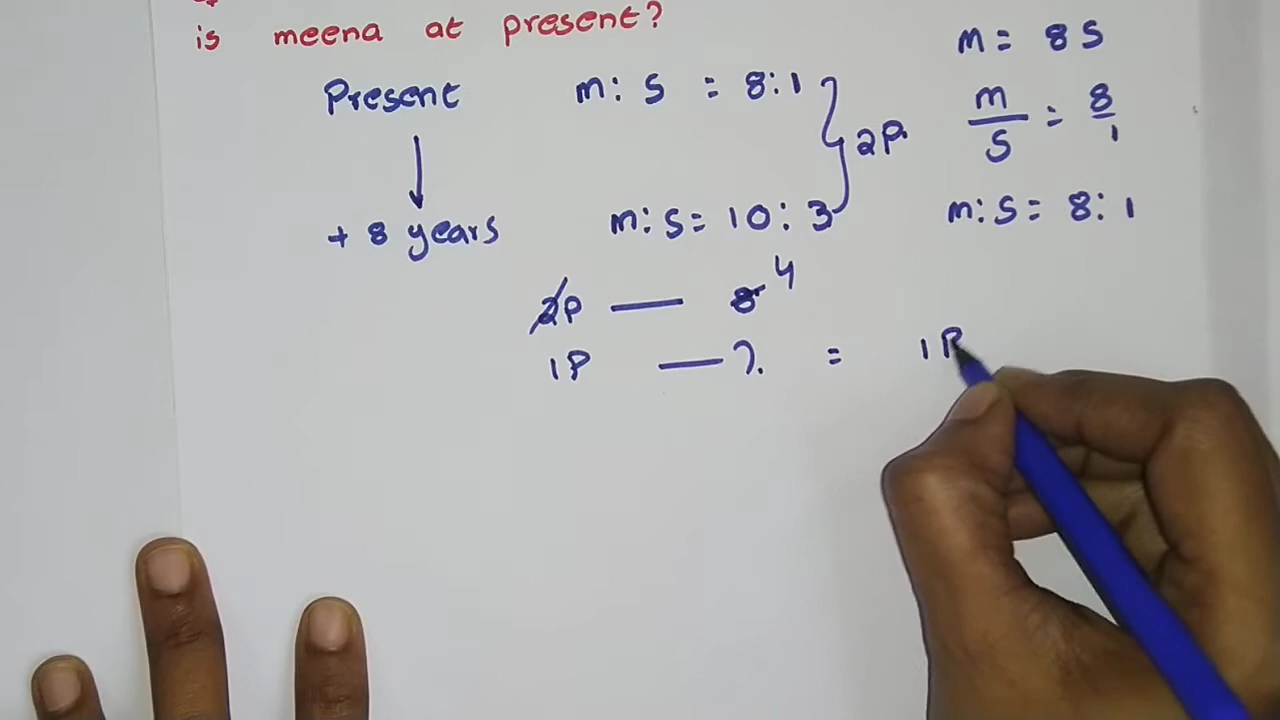 is meena at present?
m = 8S
Present m : S = 8 : 1
m/S = 8/1
2P.
+ 8 years m : S = 10 : 3
m : S = 8 : 1
2P — 8 4
1P — ?. = 1P